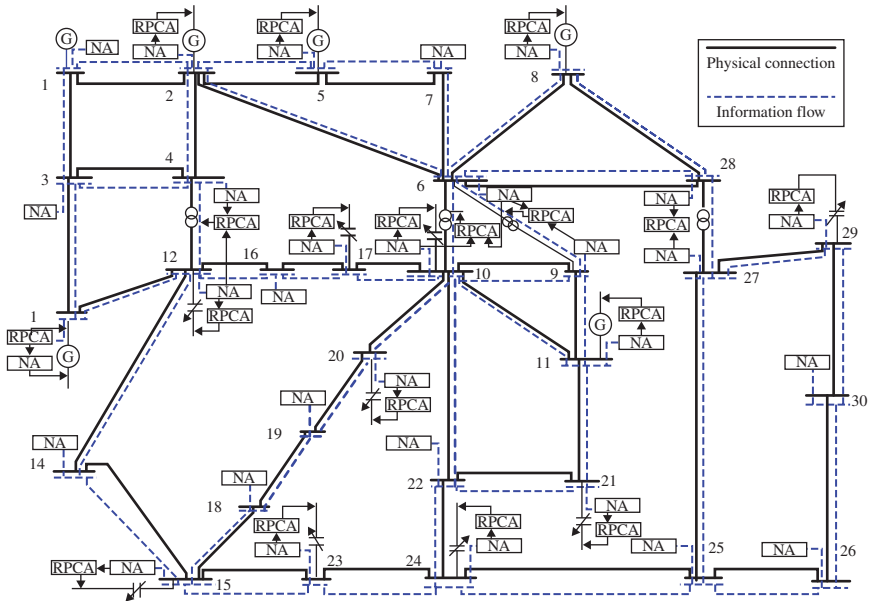 RPCA
RPCA
RPCA
G
NA
NA
G
NA
G
NA
NA
G
Physical connection
Information flow
1
2
5
7
8
3
4
6
28
NA
NA
RPCA
RPCA
NA
RPCA
NA
RPCA
RPCA
NA
RPCA
NA
RPCA
NA
RPCA
NA
29
12
16
17
10
9
27
NA
NA
RPCA
1
RPCA
NA
G
G
RPCA
NA
20
11
NA
RPCA
NA
NA
30
19
14
NA
NA
22
21
NA
18
RPCA
NA
23
24
RPCA
NA
NA
RPCA
25
NA
NA
26
RPCA
NA
15